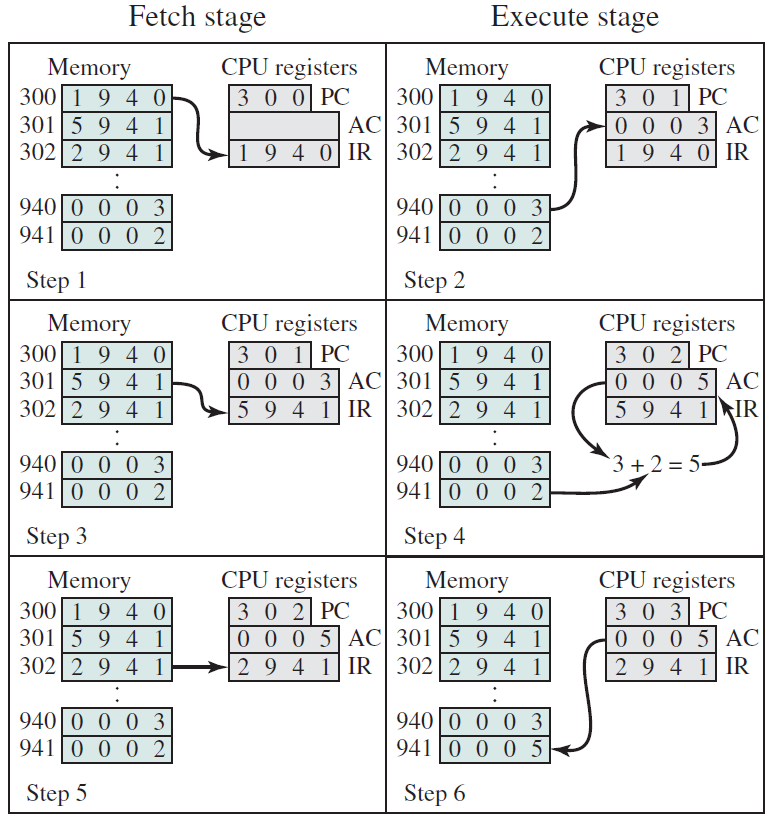 Fetch stage
Execute stage
Memory
CPU registers
300 1 9 4 0
3 0 0 PC
301 5 9 4 1
AC
302 2 9 4 1
1 9 4 0 IR
:
940 0 0 0 3
941 0 0 0 2
Step 1
Memory
CPU registers
300 1 9 4 0
3 0 1 PC
301 5 9 4 1
0 0 0 3 AC
302 2 9 4 1
1 9 4 0 IR
:
940 0 0 0 3
941 0 0 0 2
Step 2
Memory
CPU registers
300 1 9 4 0
3 0 1 PC
301 5 9 4 1
0 0 0 3 AC
302 2 9 4 1
5 9 4 1 IR
:
940 0 0 0 3
941 0 0 0 2
Step 3
Memory
CPU registers
300 1 9 4 0
3 0 2 PC
301 5 9 4 1
0 0 0 5 AC
302 2 9 4 1
5 9 4 1 IR
:
940 0 0 0 3
3 + 2 = 5
941 0 0 0 2
Step 4
Memory
CPU registers
300 1 9 4 0
3 0 2 PC
301 5 9 4 1
0 0 0 5 AC
302 2 9 4 1
2 9 4 1 IR
:
940 0 0 0 3
941 0 0 0 2
Step 5
Memory
CPU registers
300 1 9 4 0
3 0 3 PC
301 5 9 4 1
0 0 0 5 AC
302 2 9 4 1
2 9 4 1 IR
:
940 0 0 0 3
941 0 0 0 5
Step 6